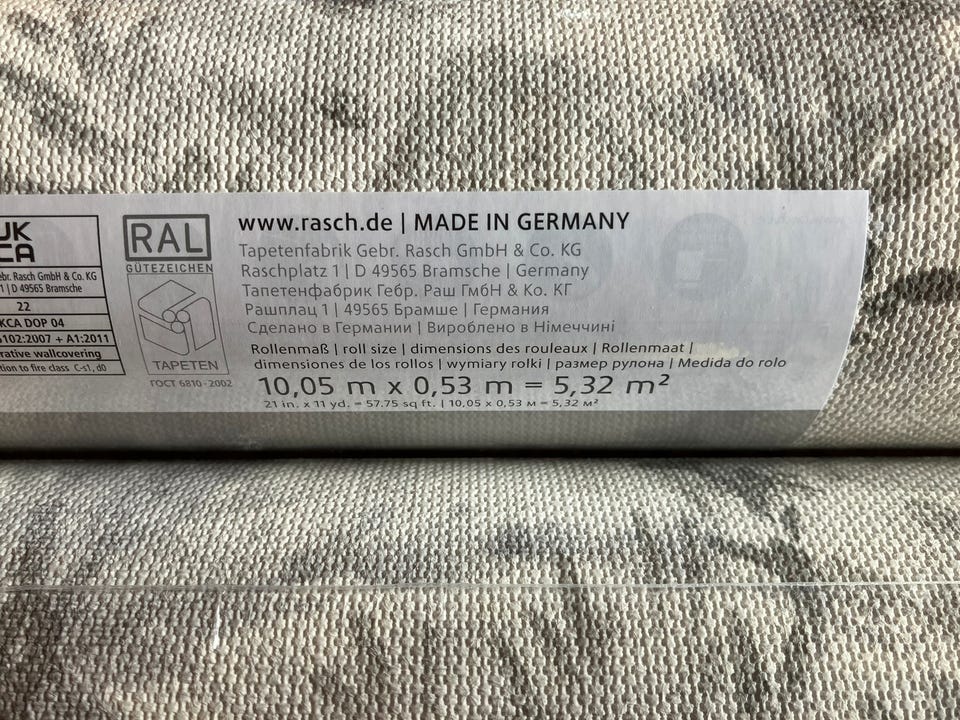 UK
CA
ebr. Rasch GmbH & Co. KG
1 | D 49565 Bramsche
22
KCA DOP 04
5102:2007 + A1:2011
rative wallcovering
tion to fire class C-s1, d0
RAL
GÜTEZEICHEN
TAPETEN
ГОСТ 6810 - 2002
www.rasch.de | MADE IN GERMANY
Tapetenfabrik Gebr. Rasch GmbH & Co. KG
Raschplatz 1 | D 49565 Bramsche | Germany
Тапетенфабрик Гебр. Раш ГмбН & Ко. КГ
Рашплац 1 | 49565 Брамше | Германия
Сделано в Германии | Вироблено в Німеччині
Rollenmaß | roll size | dimensions des rouleaux | Rollenmaat |
dimensiones de los rollos | wymiary rolki | размер рулона | Medida do rolo
10,05 m x 0,53 m = 5,32 m²
21 in. x 11 yd. = 57.75 sq ft. | 10,05 x 0,53 м = 5,32 м²